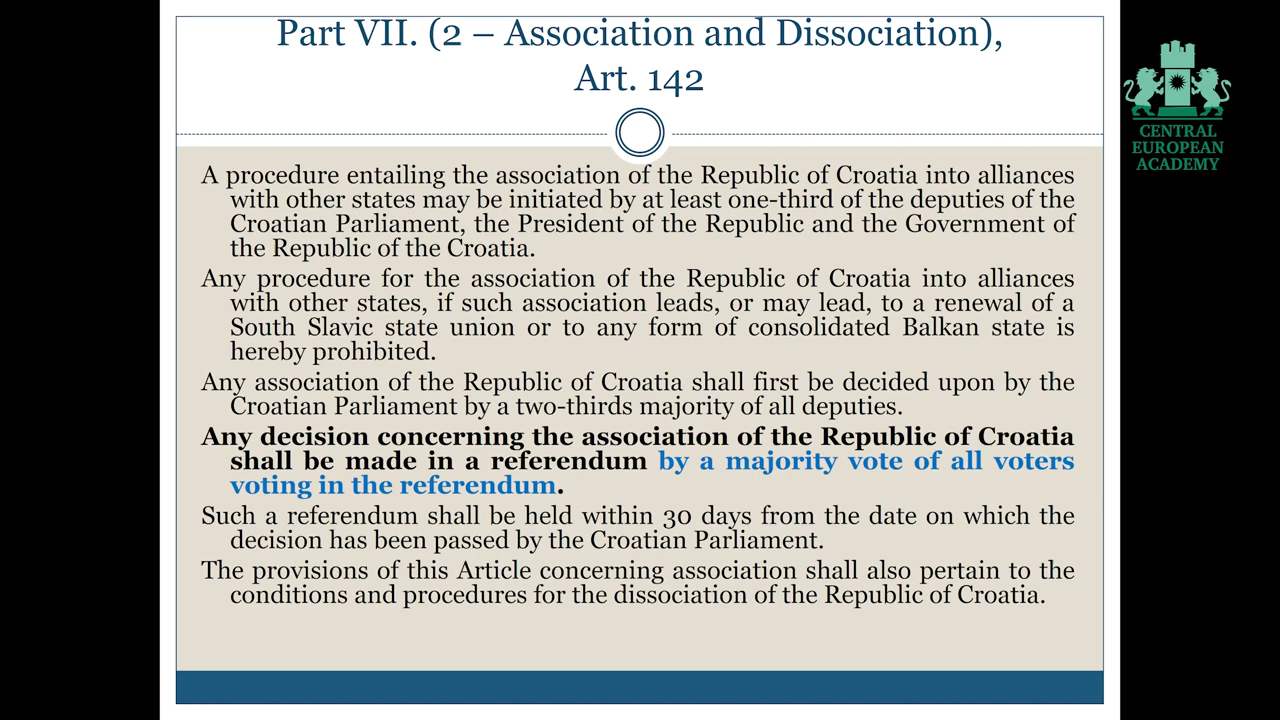 Part VII. (2 – Association and Dissociation),
Art. 142
CENTRAL
EUROPEAN
ACADEMY
A procedure entailing the association of the Republic of Croatia into alliances
with other states may be initiated by at least one-third of the deputies of the
Croatian Parliament, the President of the Republic and the Government of
the Republic of the Croatia.
Any procedure for the association of the Republic of Croatia into alliances
with other states, if such association leads, or may lead, to a renewal of a
South Slavic state union or to any form of consolidated Balkan state is
hereby prohibited.
Any association of the Republic of Croatia shall first be decided upon by the
Croatian Parliament by a two-thirds majority of all deputies.
Any decision concerning the association of the Republic of Croatia
shall be made in a referendum by a majority vote of all voters
voting in the referendum.
Such a referendum shall be held within 30 days from the date on which the
decision has been passed by the Croatian Parliament.
The provisions of this Article concerning association shall also pertain to the
conditions and procedures for the dissociation of the Republic of Croatia.